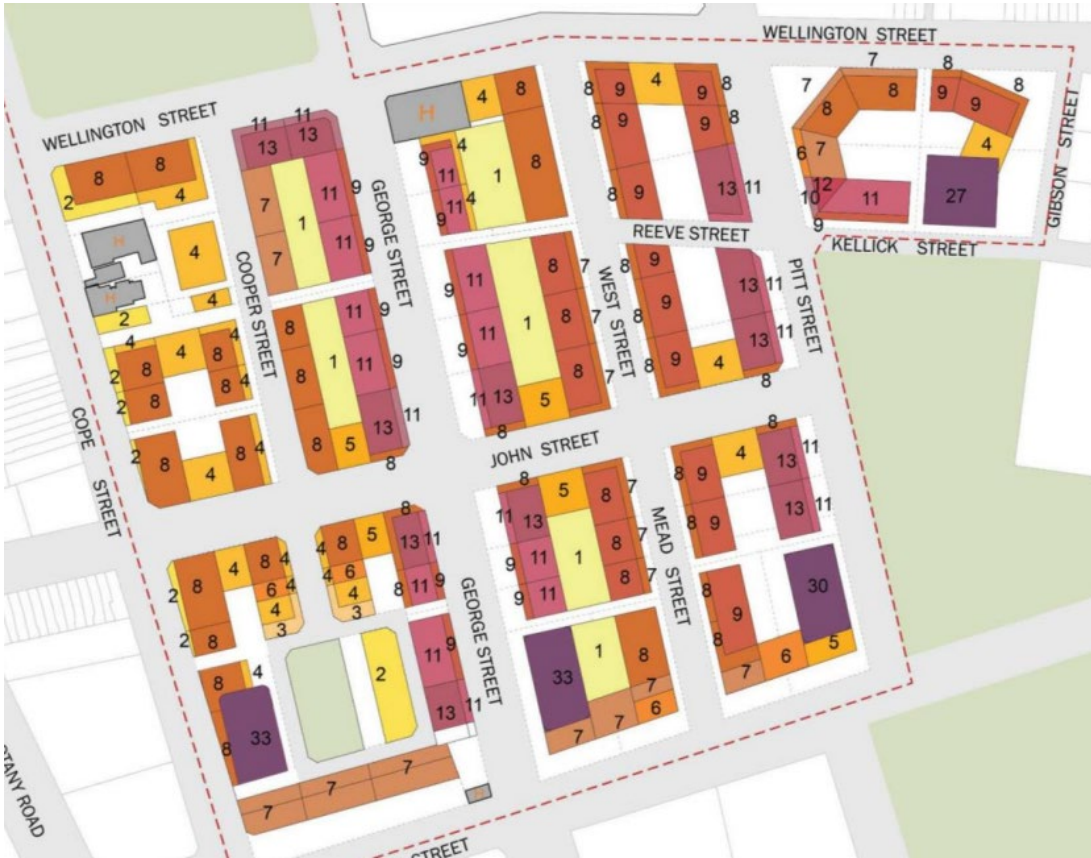 WELLINGTON STREET
WELLINGTON STREET
GIBSON STREET
KELLICK STREET
REEVE STREET
PITT STREET
WEST STREET
GEORGE STREET
COOPER STREET
COPE STREET
JOHN STREET
MEAD STREET
GEORGE STREET
TANY ROAD
STREET
8 8
2 4
H
4
H
4
2
4 4 4
2 8 8
2 8 8 4
2 8 8 4
4
11 11
13 13
7 1 11 9
7 11 9
8 11 9
8 1 11 9
8 5 13 11
8
H 4 8
4
9 11 1 8
9 11 4
11 8 7
9 11 1 8 7
11 13 5 8 7
8
8 9 4 9 8
8 9 9 8
8 9 13 11
8 9 13 11
8 9
8 9 4 13 11
8
7 7 8 8
8 9 9 8
6 7 4
12 11 27
10
9
2 8 4 8 4
6 4
4
2 8 3
4 8 5 8
4 6 13 11
4 8 11 9
3
8 4
8 33
2
11 9
13 11
7 7
7 7 7
H
8 5 8 7
11 13 8 7
9 11 1
9 11 8 7
33 1 8
7
7 7 6
8 9 4 13 11
8 9 13 11
8 9 30
8
7 6 5